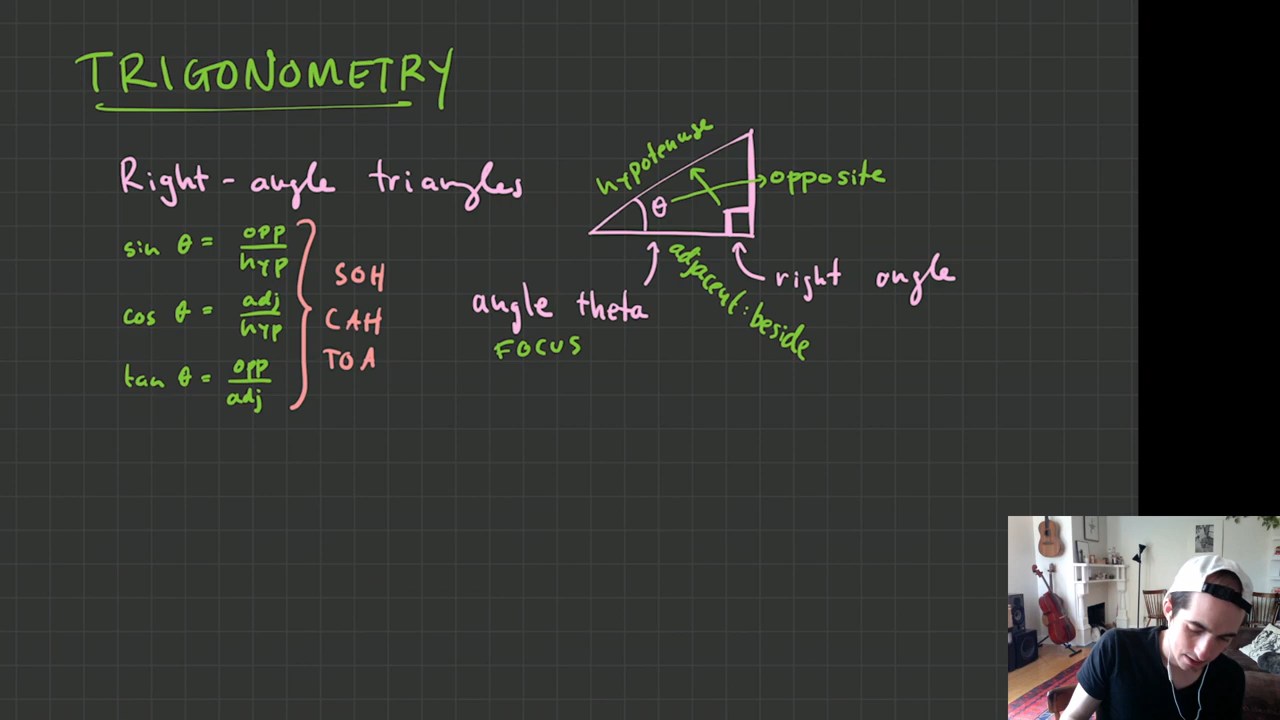 TRIGONOMETRY
Right-angle triangles
sin θ = opp/hyp
cos θ = adj/hyp
tan θ = opp/adj
SOH
CAH
TOA
hypotenuse
θ
opposite
adjacent: beside
right angle
angle theta
FOCUS